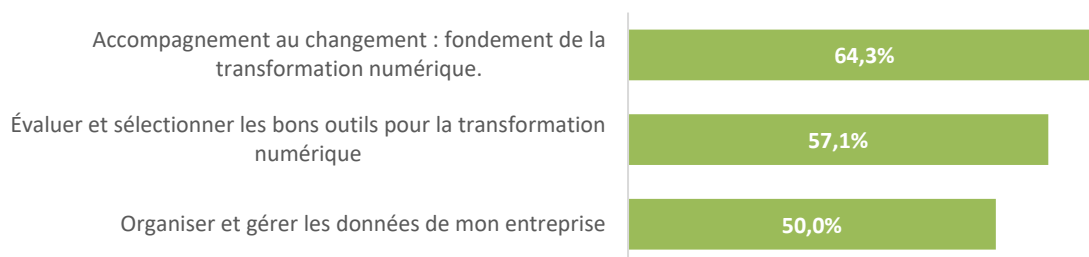 Accompagnement au changement : fondement de la
transformation numérique.
64,3%
Évaluer et sélectionner les bons outils pour la transformation
numérique
57,1%
Organiser et gérer les données de mon entreprise
50,0%